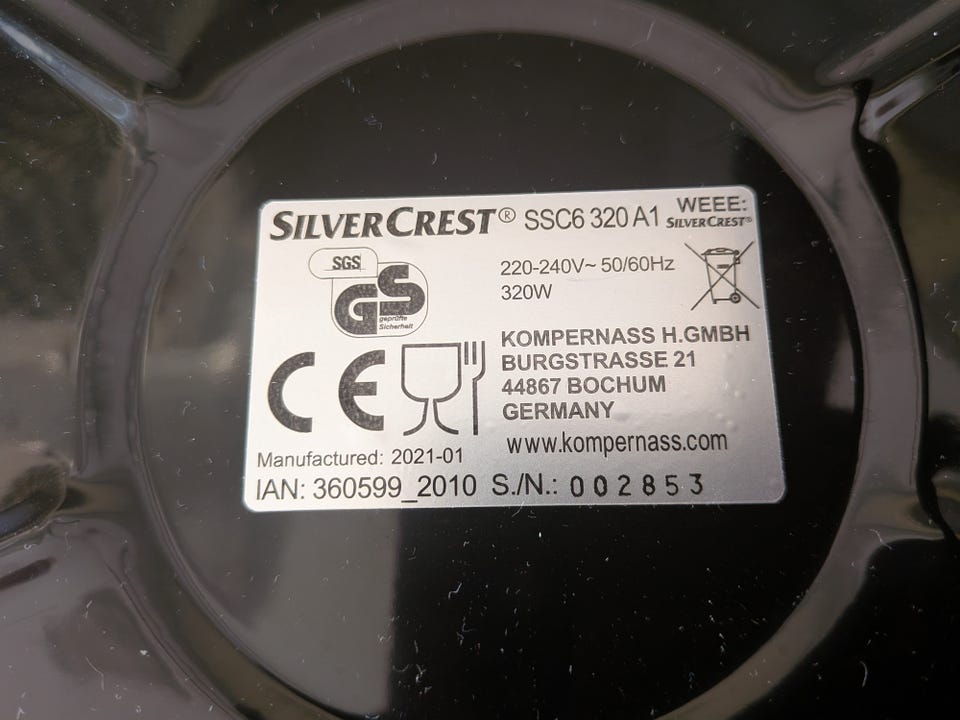 SILVERCREST® SSC6 320 A1
WEEE:
SILVERCREST®
SGS
GS
geprüfte
Sicherheit
220-240V~ 50/60Hz
320W
CE
KOMPERNASS H.GMBH
BURGSTRASSE 21
44867 BOCHUM
GERMANY
www.kompernass.com
Manufactured: 2021-01
IAN: 360599_2010 S./N.: 002853